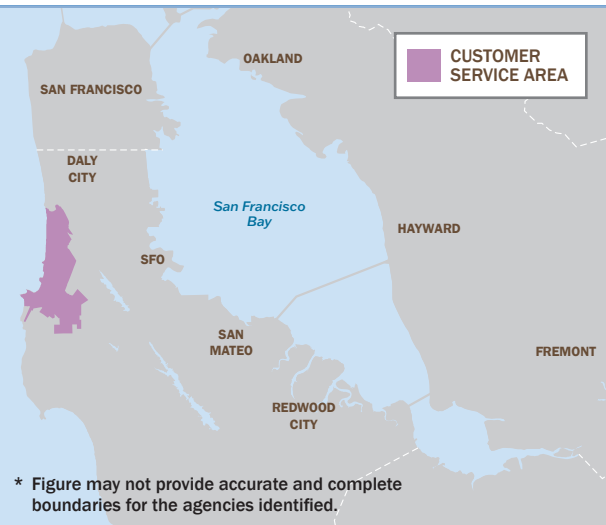 OAKLAND
CUSTOMER
SERVICE AREA
SAN FRANCISCO
DALY
CITY
San Francisco
Bay
HAYWARD
SFO
SAN
MATEO
FREMONT
REDWOOD
CITY
* Figure may not provide accurate and complete
boundaries for the agencies identified.